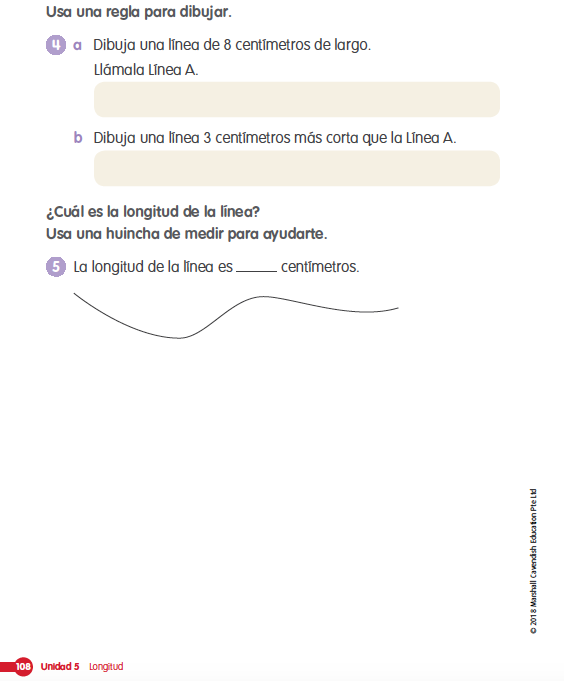 Usa una regla para dibujar.
4 a Dibuja una línea de 8 centímetros de largo.
Llámala Línea A.
b Dibuja una línea 3 centímetros más corta que la Línea A.
¿Cuál es la longitud de la línea?
Usa una huincha de medir para ayudarte.
5 La longitud de la línea es ______ centímetros.
© 2018 Marshall Cavendish Education Pte Ltd
108 Unidad 5 Longitud